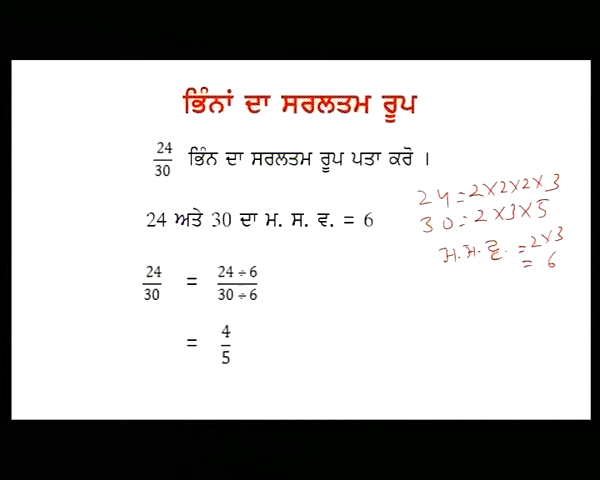 ਭਿੰਨਾਂ ਦਾ ਸਰਲਤਮ ਰੂਪ
24/30 ਭਿੰਨ ਦਾ ਸਰਲਤਮ ਰੂਪ ਪਤਾ ਕਰੋ ।
24 ਅਤੇ 30 ਦਾ ਮ. ਸ. ਵ. = 6
24/30 = 24 ÷ 6/30 ÷ 6
= 4/5
24 = 2×2×2×3
30 = 2×3×5
ਮ. ਸ. ਵ. = 2×3
= 6